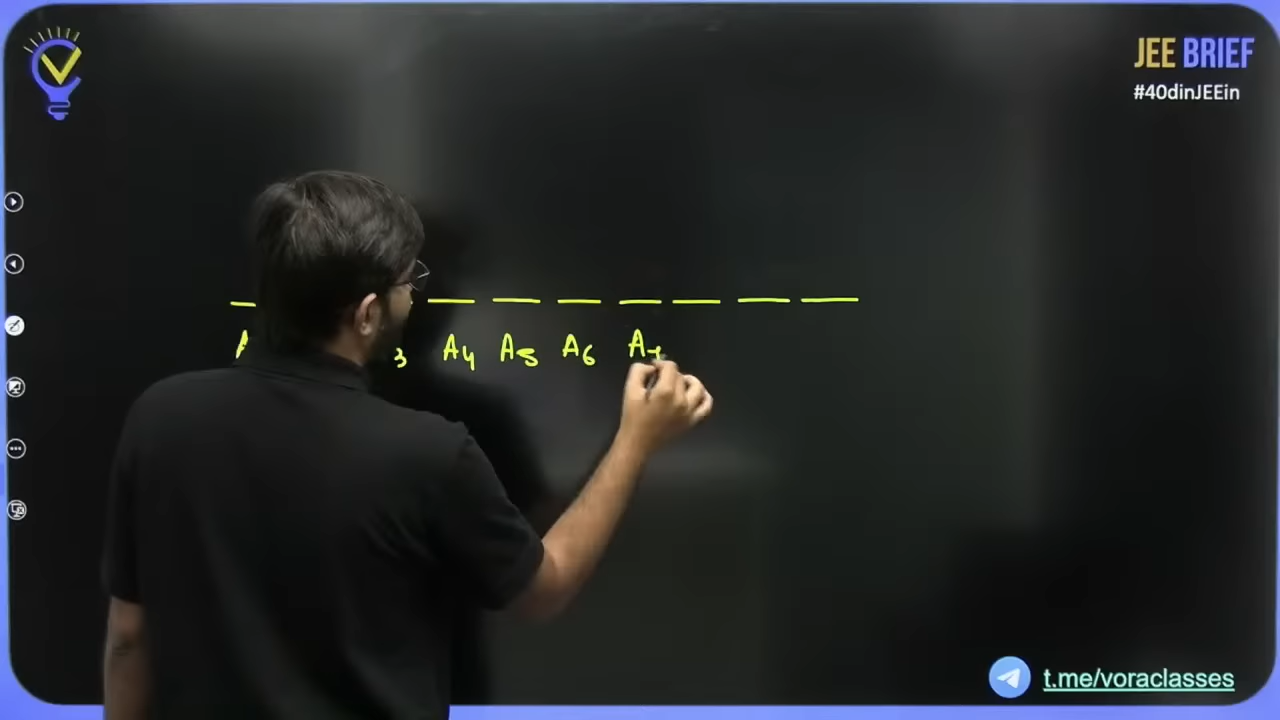 JEE BRIEF
#40dinJEEin
A₄ A₅ A₆
t.me/voraclasses